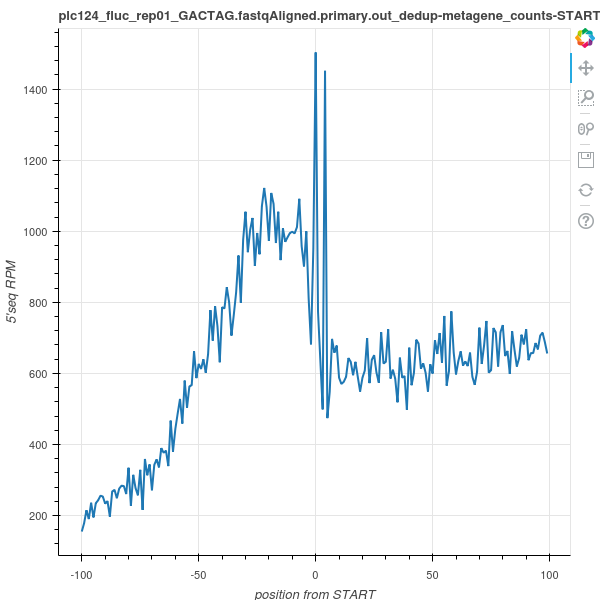 plc124_fluc_rep01_GACTAG.fastqAligned.primary.out_dedup-metagene_counts-START
1400
1200
1000
800
600
400
200
5'seq RPM
-100 -50 0 50 100
position from START